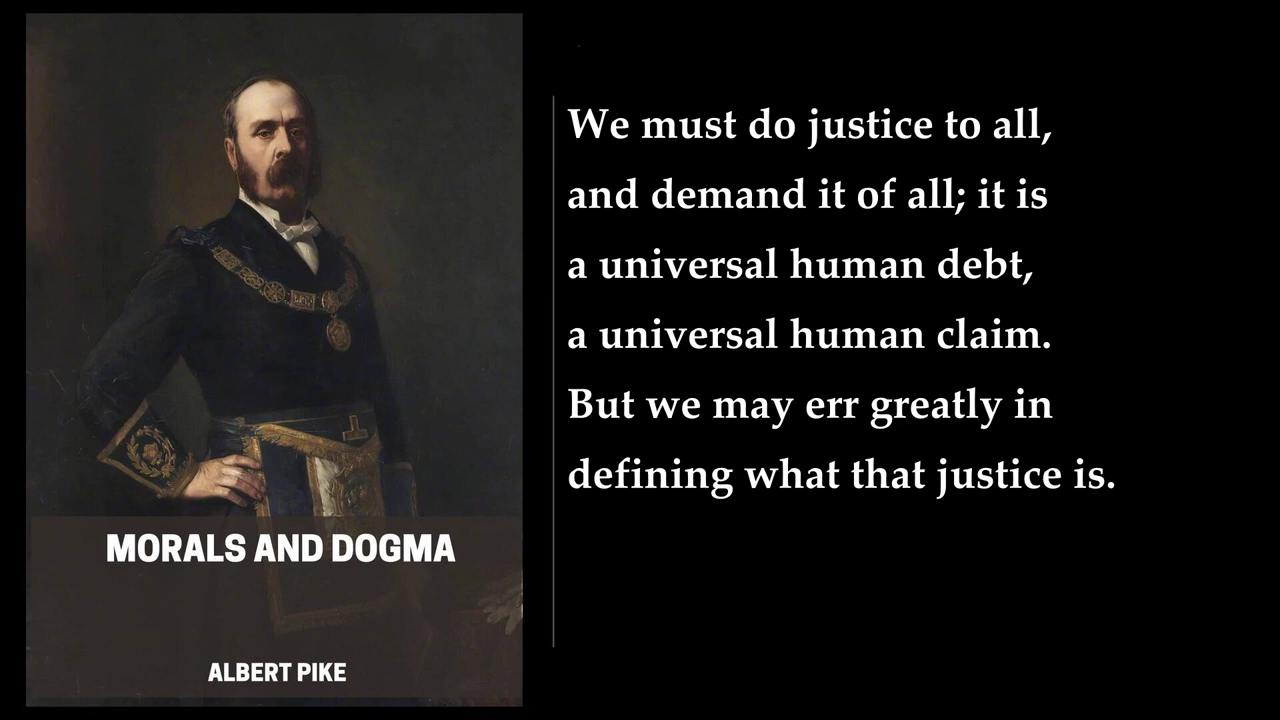 MORALS AND DOGMA
ALBERT PIKE
We must do justice to all,
and demand it of all; it is
a universal human debt,
a universal human claim.
But we may err greatly in
defining what that justice is.